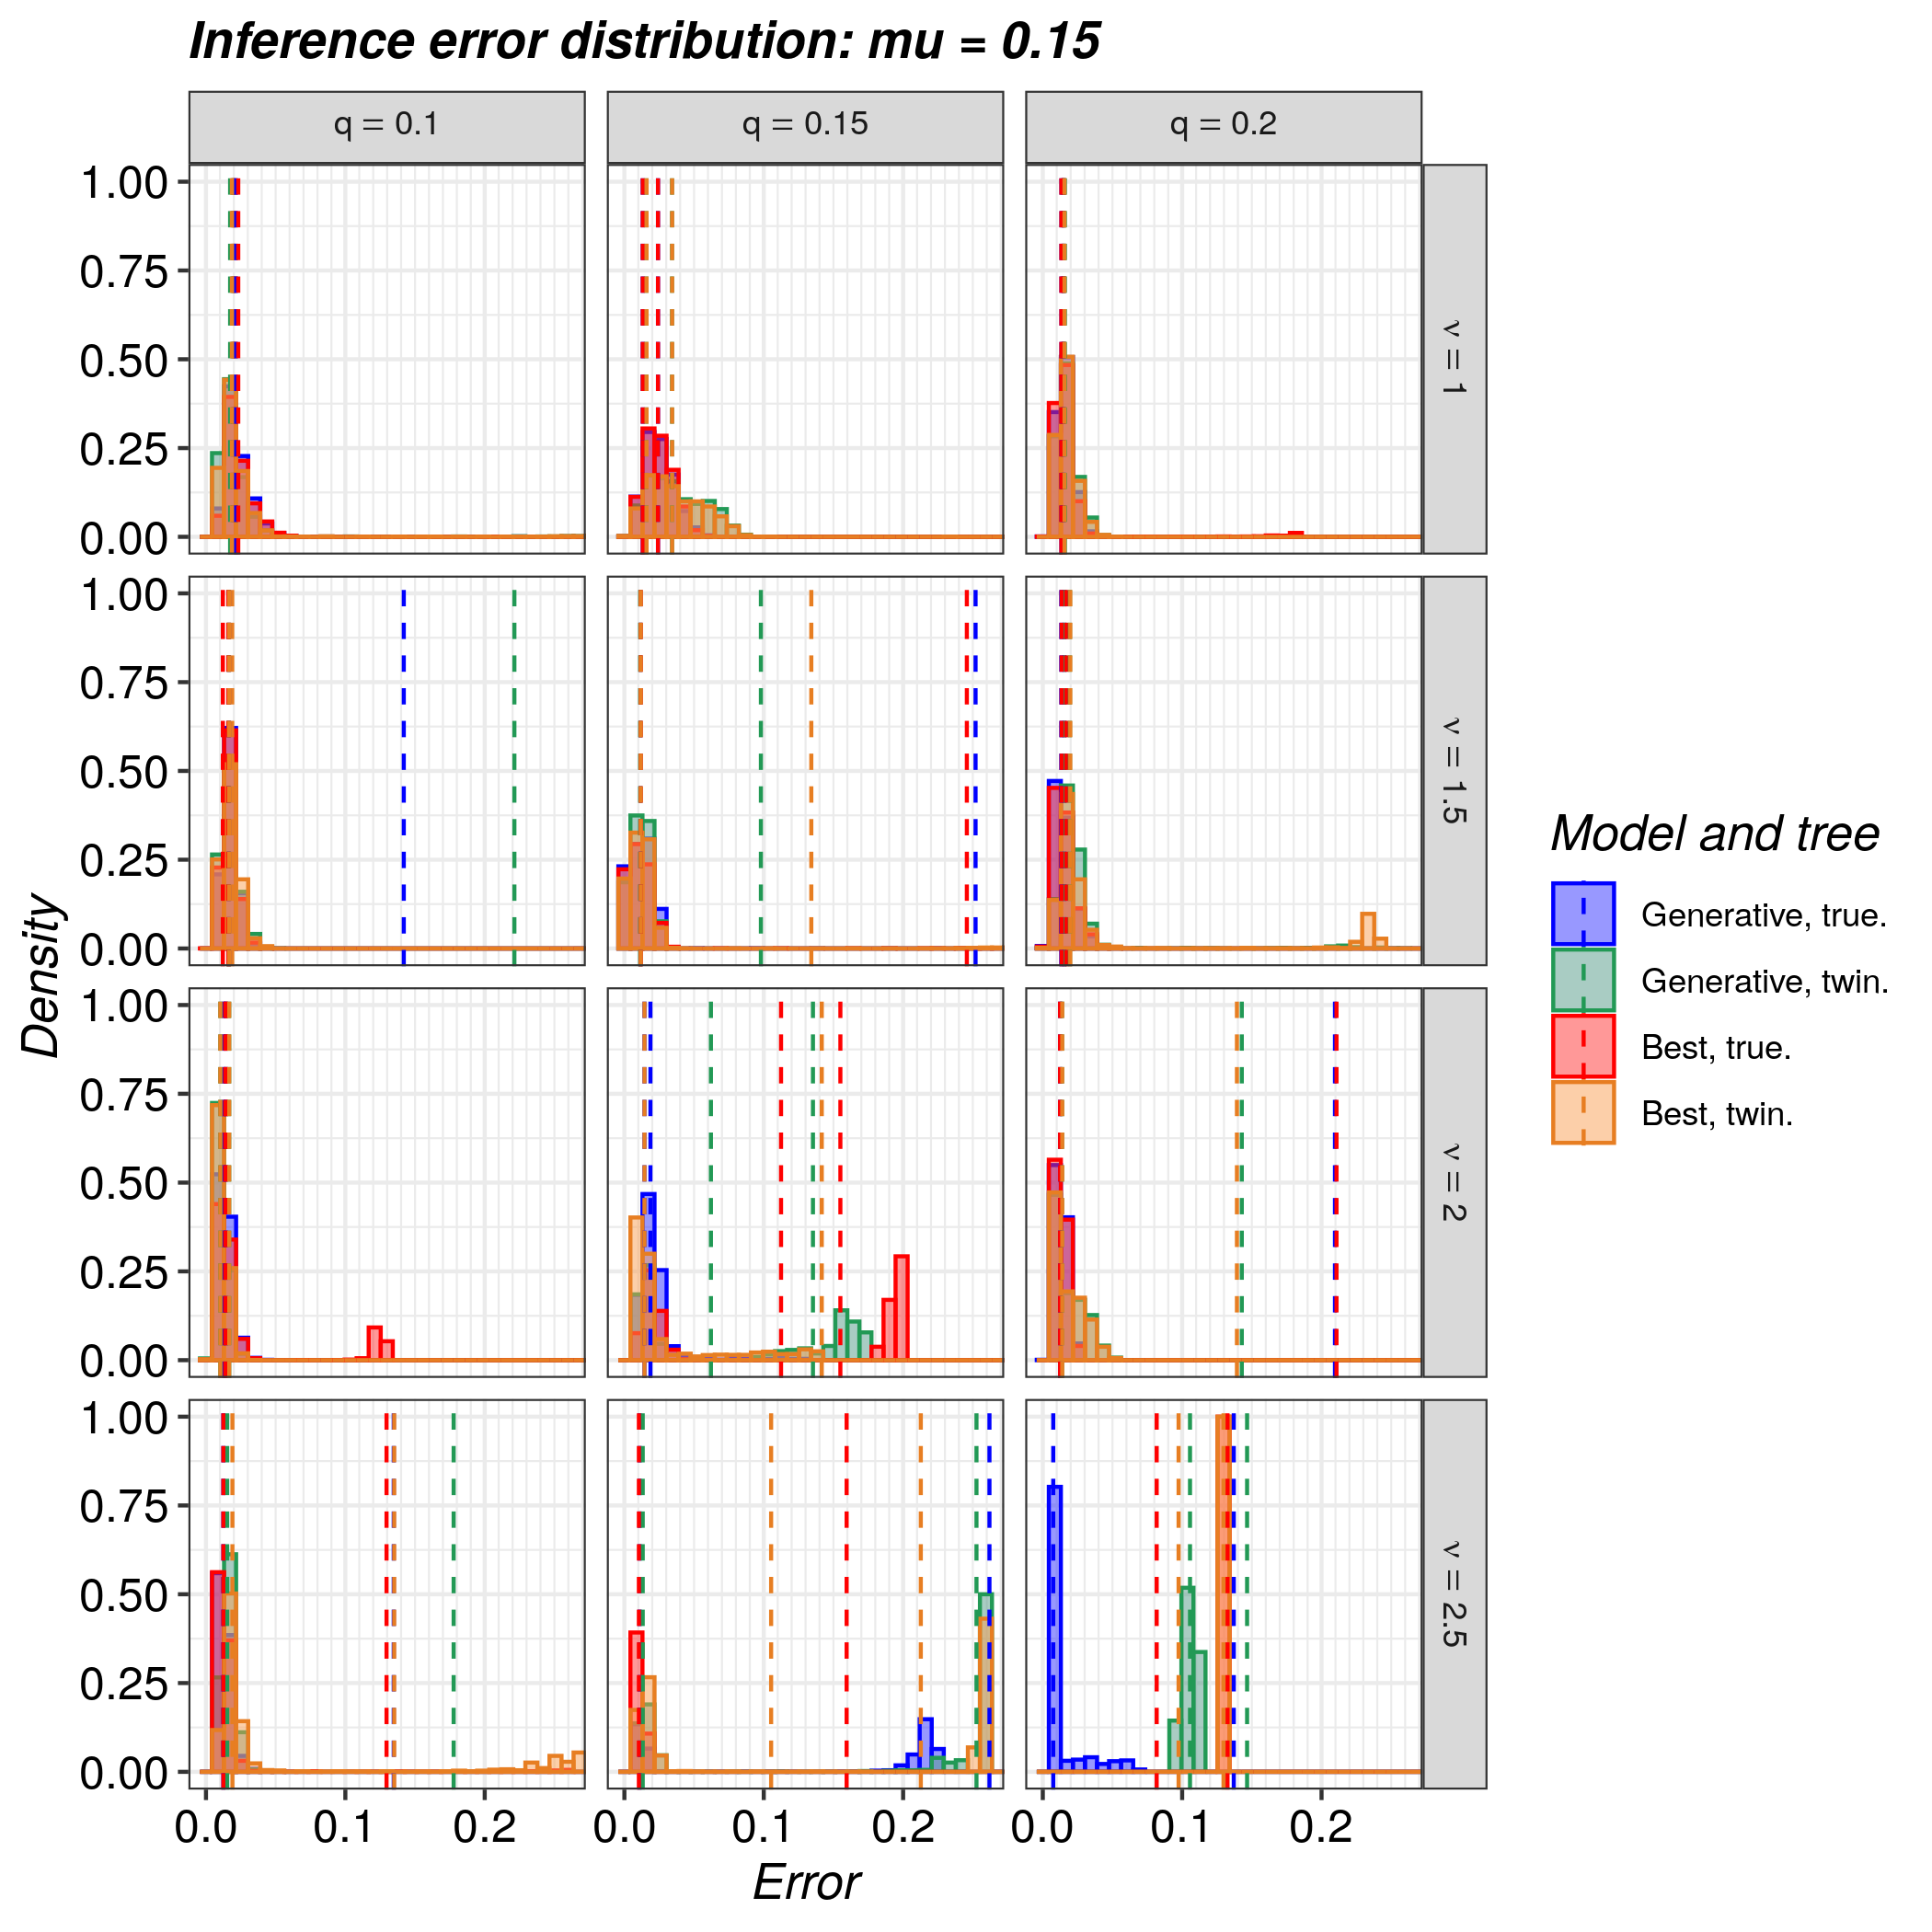 Inference error distribution: mu = 0.15
q = 0.1
q = 0.15
q = 0.2
1.00
0.75
0.50
0.25
0.00
ν = 1
1.00
0.75
0.50
0.25
0.00
ν = 1.5
1.00
0.75
0.50
0.25
0.00
ν = 2
1.00
0.75
0.50
0.25
0.00
ν = 2.5
0.0 0.1 0.2
0.0 0.1 0.2
0.0 0.1 0.2
Error
Density
Model and tree
Generative, true.
Generative, twin.
Best, true.
Best, twin.